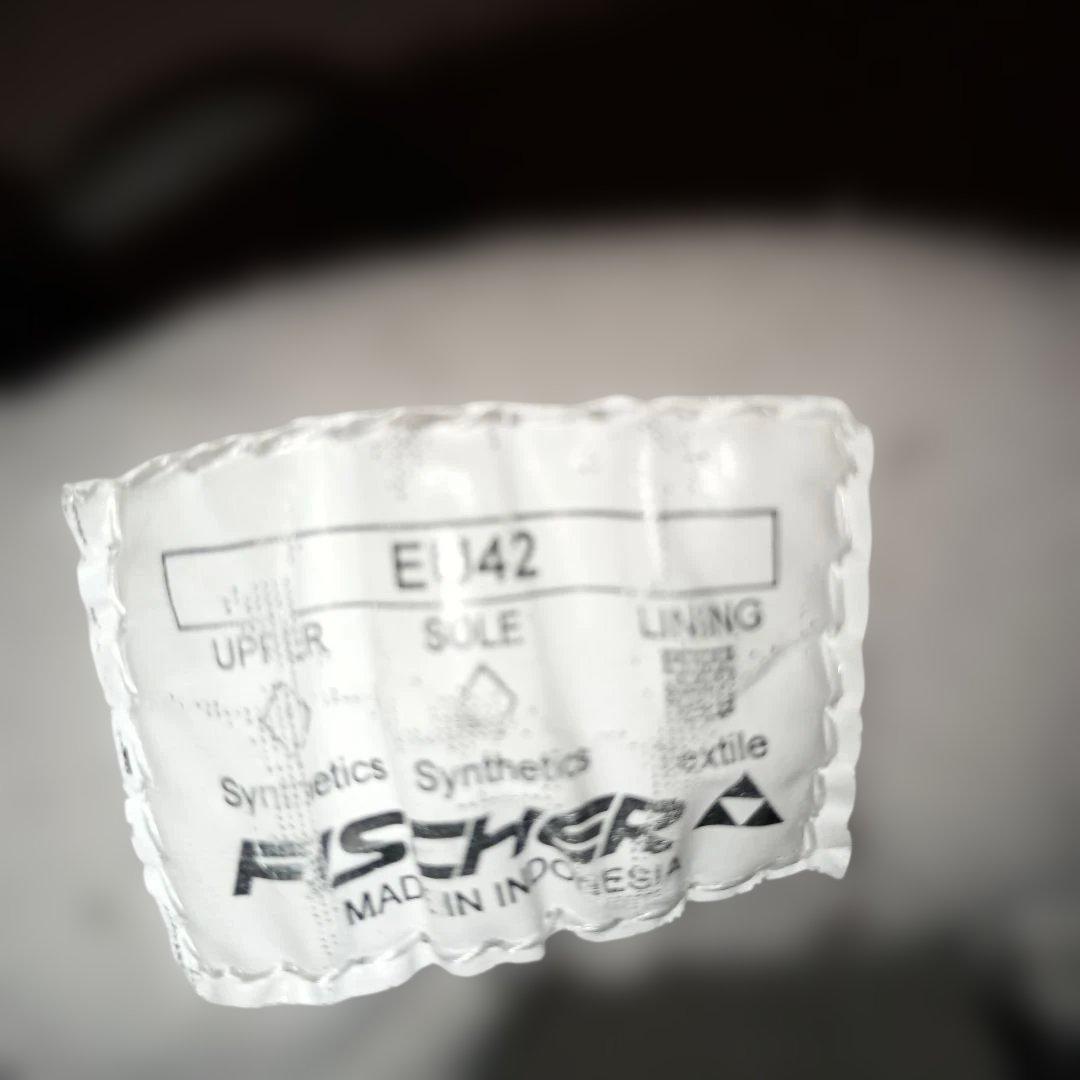 EU42
UPPER SOLE LINING
Synthetics Synthetics Textile
FISCHER
MADE IN INDONESIA